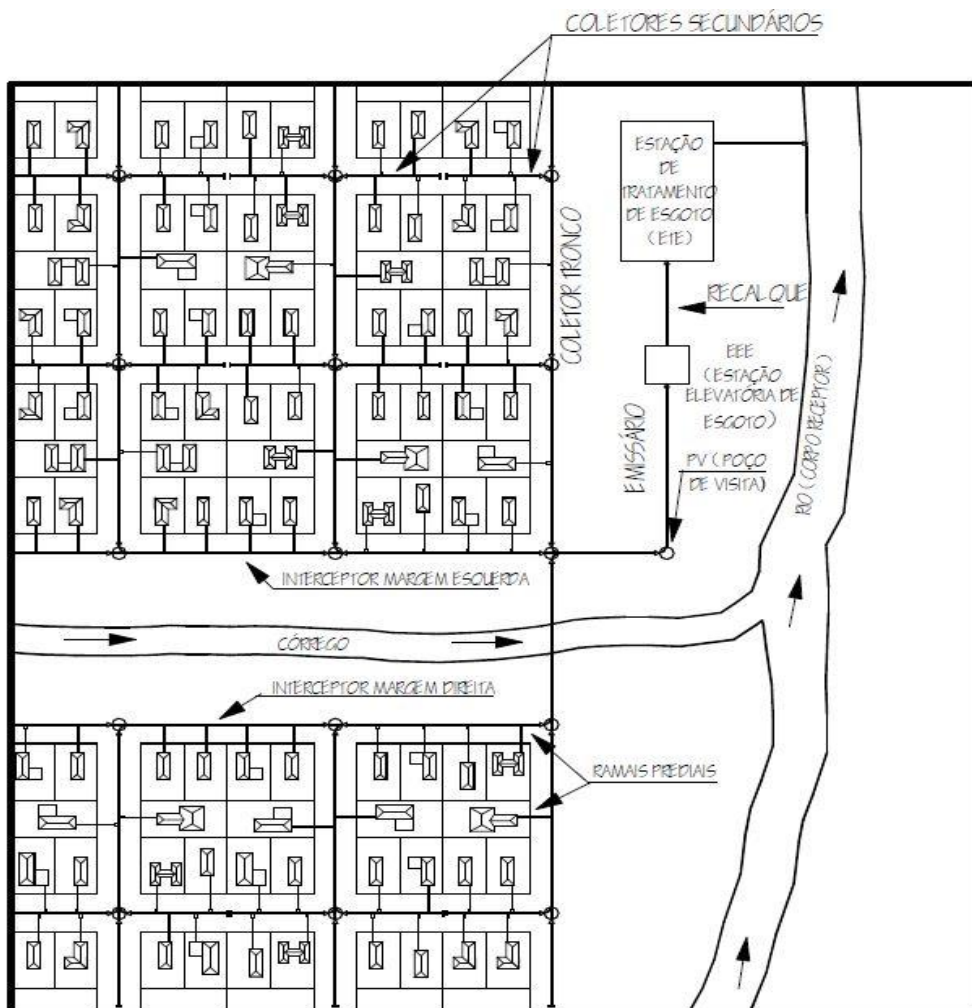 COLETORES SECUNDÁRIOS
ESTAÇÃO
DE
TRATAMENTO
DE ESGOTO
(ETE)
COLETOR TRONCO
RECALQUE
EEE
(ESTAÇÃO
ELEVATÓRIA DE
ESGOTO)
EMISSÁRIO
PV (POÇO
DE VISITA)
RIO (CORPO RECEPTOR)
INTERCEPTOR MARGEM ESQUERDA
CÓRREGO
INTERCEPTOR MARGEM DIREITA
RAMAIS PREDIAIS